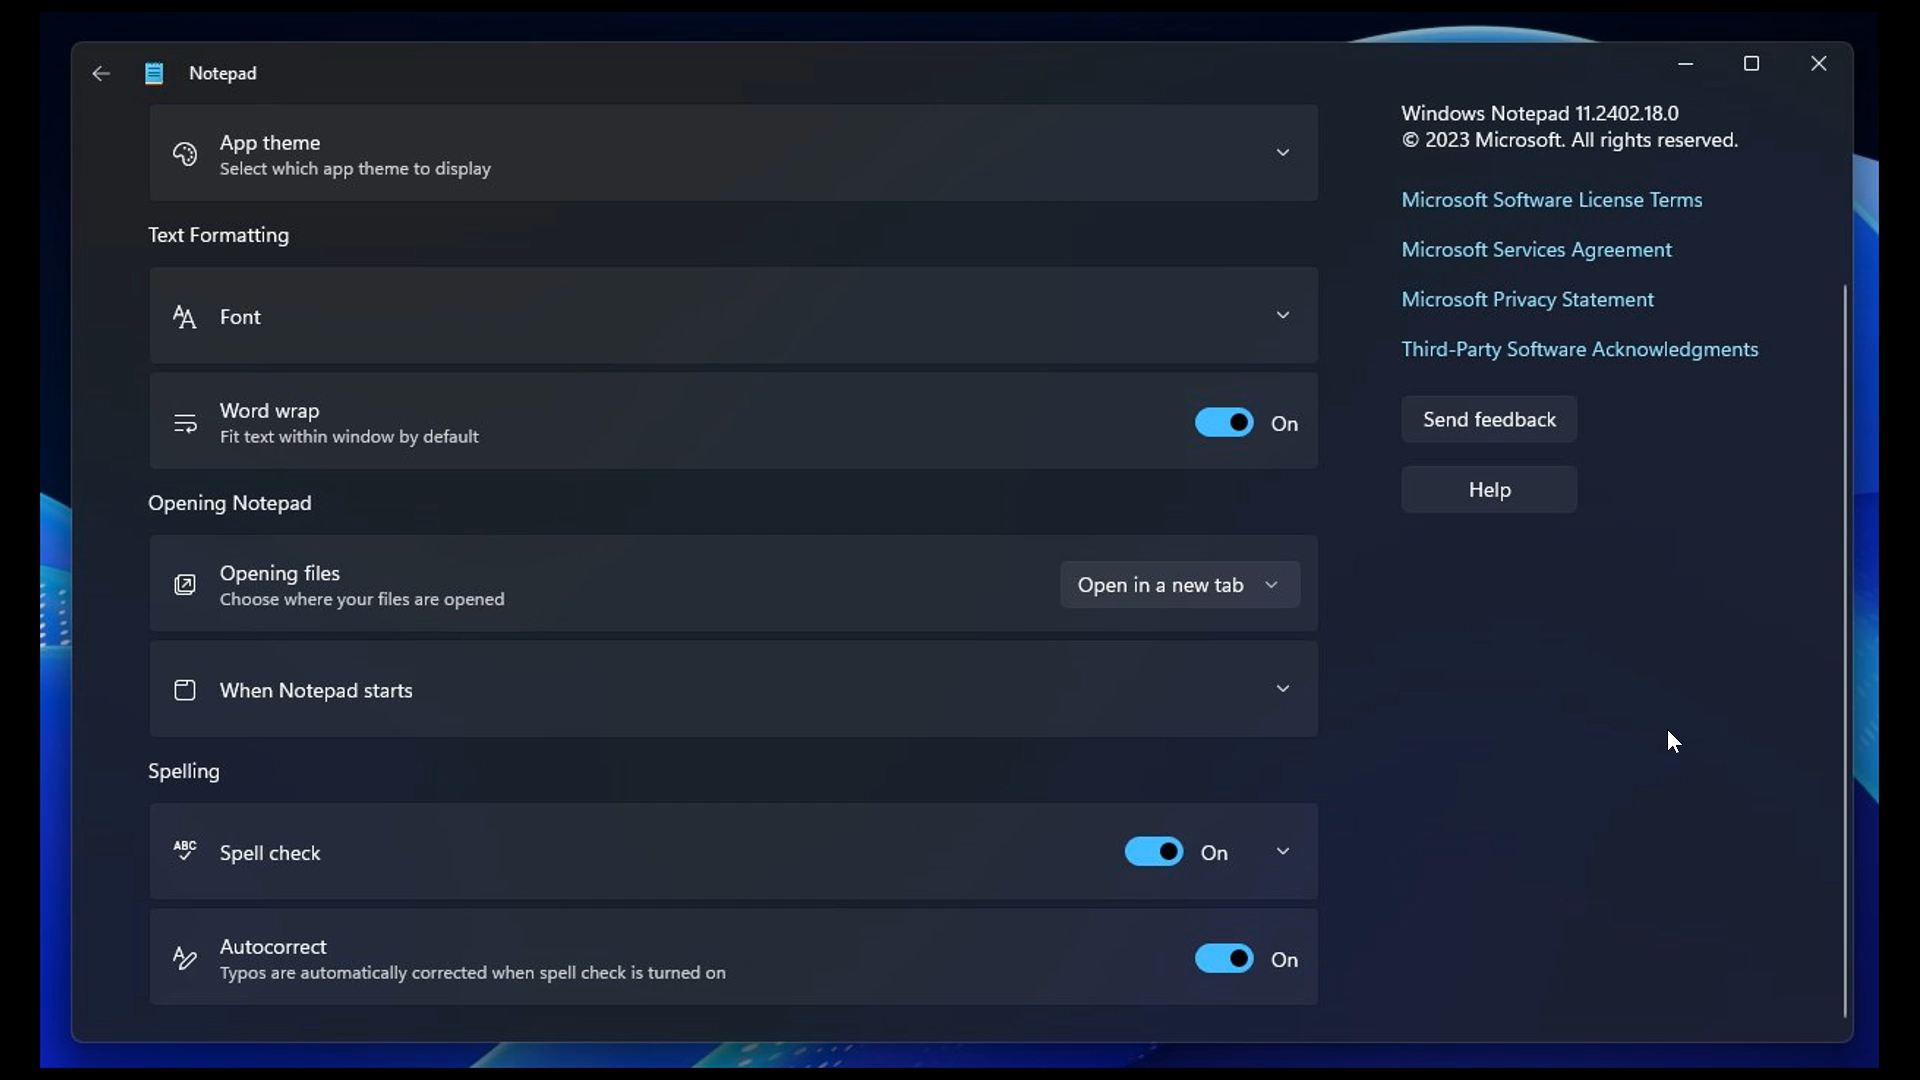 Notepad
App theme
Select which app theme to display
Text Formatting
Font
Word wrap
Fit text within window by default
On
Opening Notepad
Opening files
Choose where your files are opened
Open in a new tab
When Notepad starts
Spelling
ABC
Spell check
On
Autocorrect
Typos are automatically corrected when spell check is turned on
On
Windows Notepad 11.2402.18.0
© 2023 Microsoft. All rights reserved.
Microsoft Software License Terms
Microsoft Services Agreement
Microsoft Privacy Statement
Third-Party Software Acknowledgments
Send feedback
Help